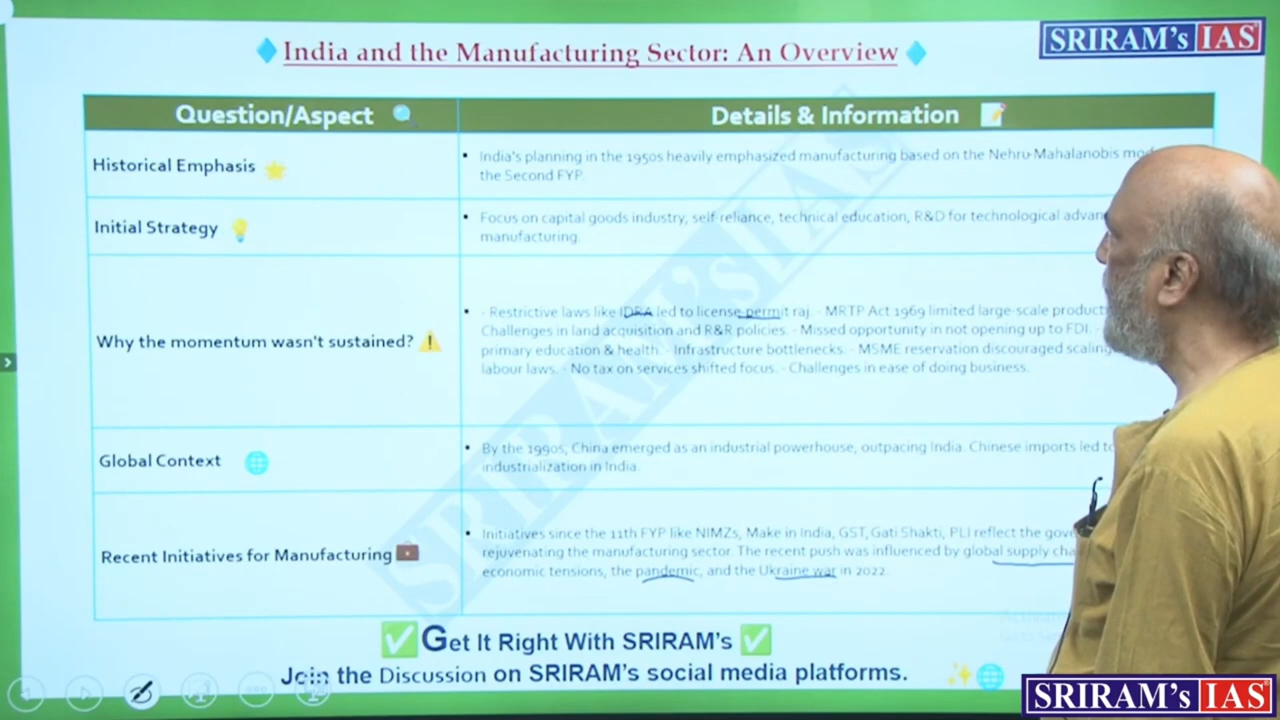 SRIRAM's IAS
India and the Manufacturing Sector: An Overview
Question/Aspect
Details & Information
Historical Emphasis
India's planning in the 1950s heavily emphasized manufacturing based on the Nehru-Mahalanobis
the Second FYP.
Initial Strategy
Focus on capital goods industry, self-reliance, technical education, R&D for technological
manufacturing.
Why the momentum wasn't sustained?
- Restrictive laws like IDRA led to license-permit raj. - MRTP Act 1969 limited large-scale
Challenges in land acquisition and R&R policies. - Missed opportunity in not opening up to FDI. -
primary education & health. - Infrastructure bottlenecks. - MSME reservation discouraged
labour laws. - No tax on services shifted focus. - Challenges in ease of doing business.
Global Context
By the 1990s, China emerged as an industrial powerhouse, outpacing India. Chinese imports led to
industrialization in India.
Recent Initiatives for Manufacturing
Initiatives since the 11th FYP like NIMZs, Make in India, GST, Gati Shakti, PLI reflect the
rejuvenating the manufacturing sector. The recent push was influenced by global supply
economic tensions, the pandemic, and the Ukraine war in 2022.
Get It Right With SRIRAM's
Join the Discussion on SRIRAM's social media platforms.
SRIRAM's IAS
SRIRAM's IAS